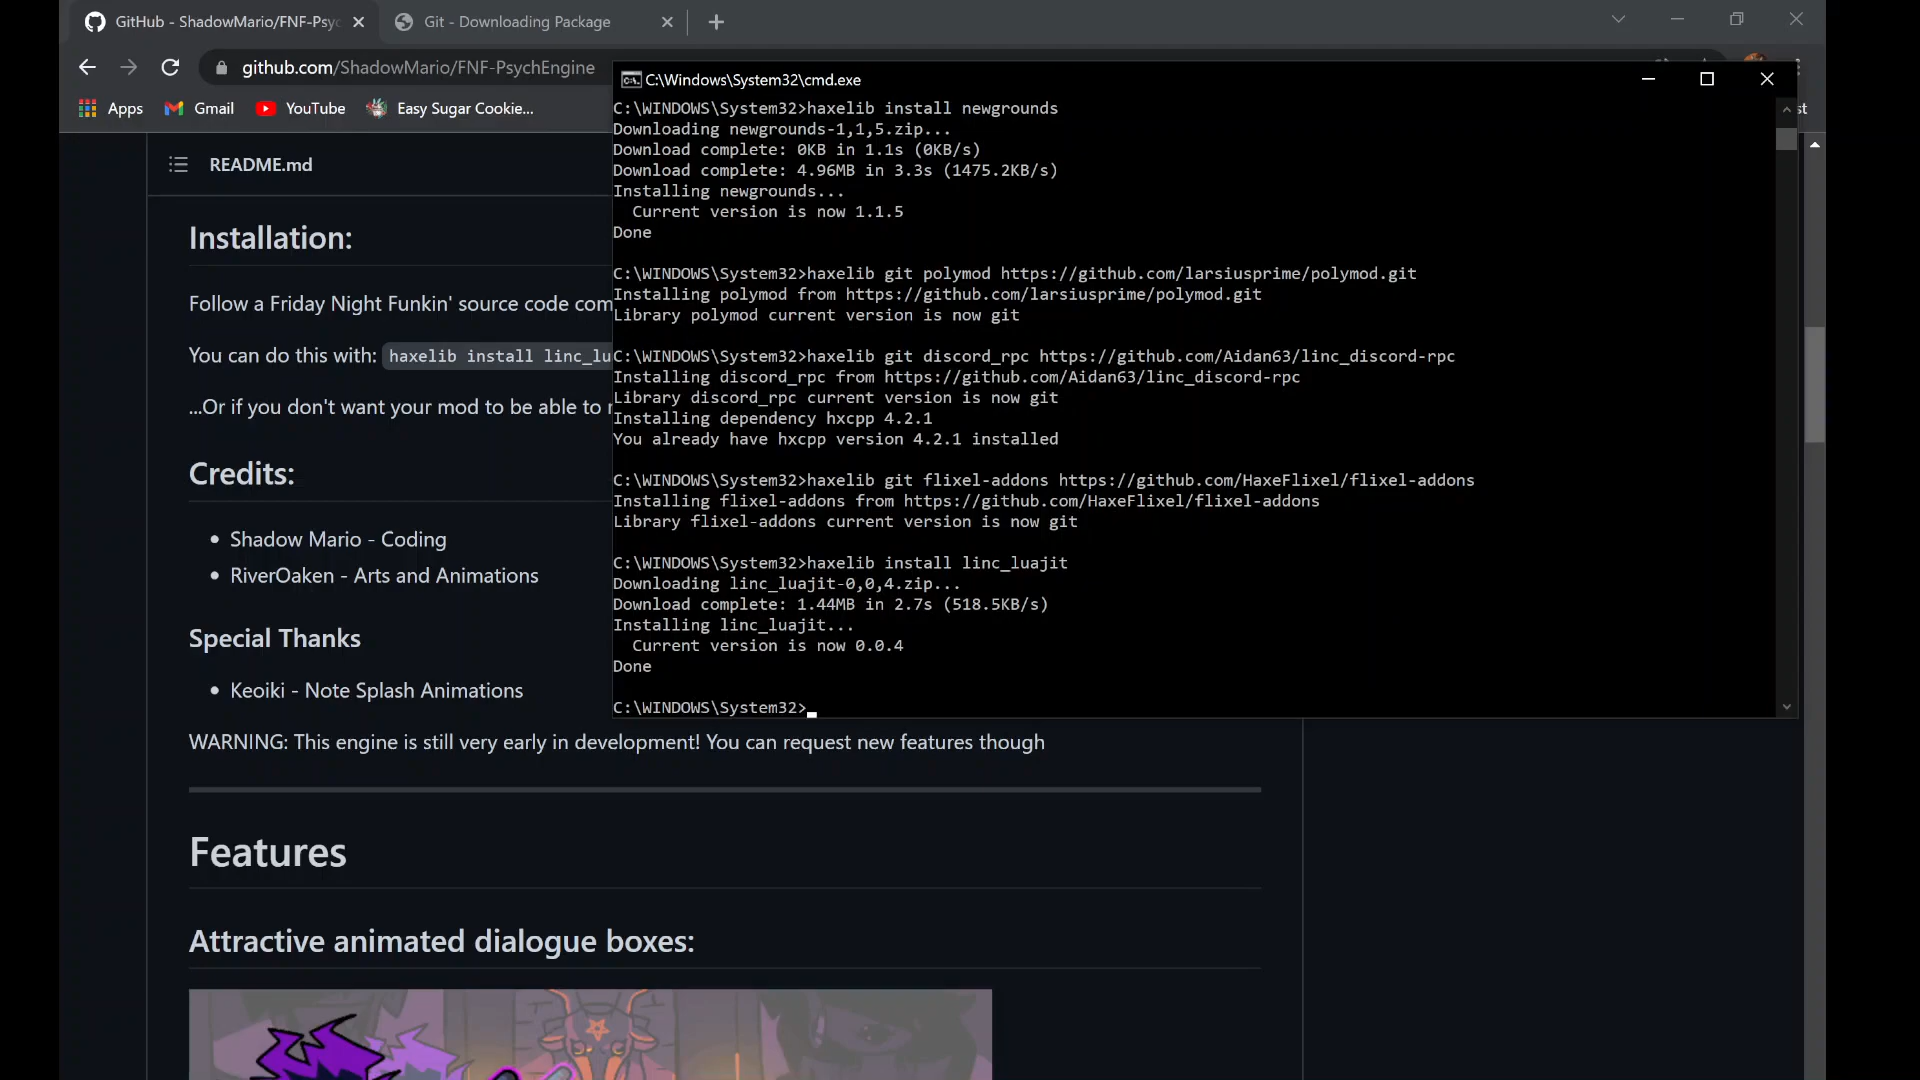 GitHub - ShadowMario/FNF-Psyc
Git - Downloading Package
github.com/ShadowMario/FNF-PsychEngine
Apps
Gmail
YouTube
Easy Sugar Cookie...
st
README.md
Installation:
Follow a Friday Night Funkin' source code com
You can do this with: haxelib install linc_lu
...Or if you don't want your mod to be able to r
Credits:
Shadow Mario - Coding
RiverOaken - Arts and Animations
Special Thanks
Keoiki - Note Splash Animations
WARNING: This engine is still very early in development! You can request new features though
Features
Attractive animated dialogue boxes:
C:\Windows\System32\cmd.exe
C:\WINDOWS\System32>haxelib install newgrounds
Downloading newgrounds-1,1,5.zip...
Download complete: 0KB in 1.1s (0KB/s)
Download complete: 4.96MB in 3.3s (1475.2KB/s)
Installing newgrounds...
Current version is now 1.1.5
Done
C:\WINDOWS\System32>haxelib git polymod https://github.com/larsiusprime/polymod.git
Installing polymod from https://github.com/larsiusprime/polymod.git
Library polymod current version is now git
C:\WINDOWS\System32>haxelib git discord_rpc https://github.com/Aidan63/linc_discord-rpc
Installing discord_rpc from https://github.com/Aidan63/linc_discord-rpc
Library discord_rpc current version is now git
Installing dependency hxcpp 4.2.1
You already have hxcpp version 4.2.1 installed
C:\WINDOWS\System32>haxelib git flixel-addons https://github.com/HaxeFlixel/flixel-addons
Installing flixel-addons from https://github.com/HaxeFlixel/flixel-addons
Library flixel-addons current version is now git
C:\WINDOWS\System32>haxelib install linc_luajit
Downloading linc_luajit-0,0,4.zip...
Download complete: 1.44MB in 2.7s (518.5KB/s)
Installing linc_luajit...
Current version is now 0.0.4
Done
C:\WINDOWS\System32>